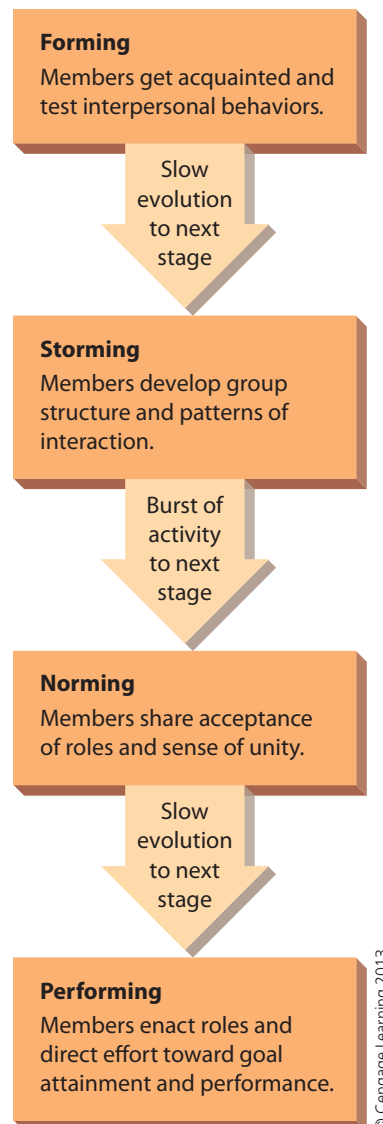 Forming
Members get acquainted and
test interpersonal behaviors.
Slow
evolution
to next
stage
Storming
Members develop group
structure and patterns of
interaction.
Burst of
activity
to next
stage
Norming
Members share acceptance
of roles and sense of unity.
Slow
evolution
to next
stage
Performing
Members enact roles and
direct effort toward goal
attainment and performance.
© Cengage Learning 2013